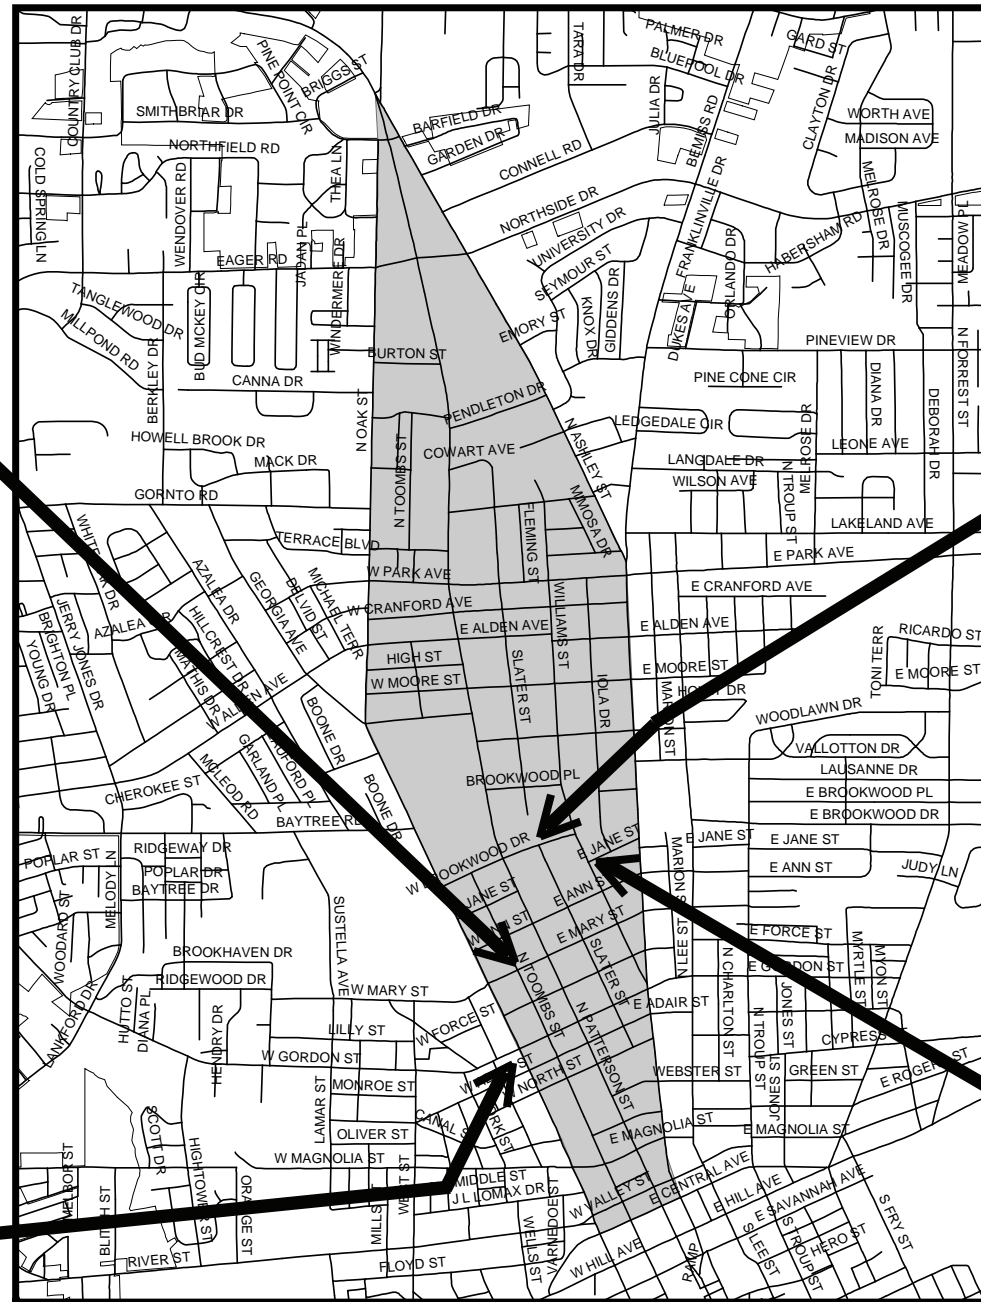 COUNTRY CLUB DR
PINE POINT CIR
BRIGGS ST
TARA DR
PALMER DR
BLUEPOOL DR
GARD ST
CLAYTON DR
SMITHBRIAR DR
NORTHFIELD RD
BARFIELD DR
GARDEN DR
CONNELL RD
JULIA DR
BEMISS RD
WORTH AVE
MADISON AVE
COLD SPRING LN
WENDOVER RD
THEA LN
NORTHSIDE DR
UNIVERSITY DR
FRANKLINVILLE DR
MELROSE DR
MUSCOGEE DR
MEADOW PL
EAGER RD
WINDERMERE DR
SEYMOUR ST
HABERSHAM RD
ORLANDO DR
TANGLEWOOD DR
MILLPOND RD
BUD MCKEY CIR
KNOX DR
GIDDENS DR
DUKES AVE
EMORY ST
BURTON ST
PINEVIEW DR
N FORREST ST
BERKLEY DR
CANNA DR
N OAK ST
PENDLETON DR
PINE CONE CIR
DIANA DR
DEBORAH DR
HOWELL BROOK DR
MACK DR
N TOOMBS ST
COWART AVE
N ASHLEY ST
LEDGEDALE CIR
MELROSE DR
LEONE AVE
LANGDALE DR
WILSON AVE
N TROUP ST
GORNTO RD
MIMOSA DR
FLEMING ST
LAKELAND AVE
TERRACE BLVD
W PARK AVE
E PARK AVE
AZALEA DR
GEORGIA AVE
DELVID ST
MICHAEL TERR
W CRANFORD AVE
E CRANFORD AVE
WILLIAMS ST
JERRY JONES DR
BRIGHTON PL
YOUNG DR
HILLCREST DR
MATHIS DR
E ALDEN AVE
E ALDEN AVE
TONI TERR
RICARDO ST
HIGH ST
W MOORE ST
SLATER ST
E MOORE ST
E MOORE ST
IOLA DR
WOODLAWN DR
BOONE DR
VALLOTTON DR
LAUSANNE DR
MCLEOD RD
GARLAND PL
CHEROKEE ST
BOONE DR
BROOKWOOD PL
E BROOKWOOD PL
E BROOKWOOD DR
BAYTREE RD
W BROOKWOOD DR
E JANE ST
E JANE ST
E JANE ST
POPLAR ST
MELODY LN
RIDGEWAY DR
POPLAR DR
BAYTREE DR
E ANN ST
JUDY LN
JANE ST
WOODARD ST
SUSTELLA AVE
E MARY ST
N LEE ST
E FORCE ST
BROOKHAVEN DR
RIDGEWOOD DR
N TOOMBS ST
SLATER ST
E GORDON ST
MYRTLE ST
MYON ST
HUTTO ST
DIANA PL
HENDRY DR
W MARY ST
LILLY ST
W FORCE ST
N PATTERSON ST
E ADAIR ST
N CHARLTON ST
N TROUP ST
JONES ST
W GORDON ST
MONROE ST
WEBSTER ST
GREEN ST
JONES ST
LAMAR ST
OLIVER ST
E MAGNOLIA ST
E MAGNOLIA ST
SCOTT DR
HIGHTOWER ST
W MAGNOLIA ST
MIDDLE ST
J L LOMAX DR
W VALLEY ST
E CENTRAL AVE
E HILL AVE
E SAVANNAH AVE
BLITCH ST
ORANGE ST
MILLS ST
WEST ST
WELLS ST
VARNEDOE ST
S LEE ST
S TROUP ST
HERO ST
S FRY ST
RIVER ST
FLOYD ST
W HILL AVE
RAMP